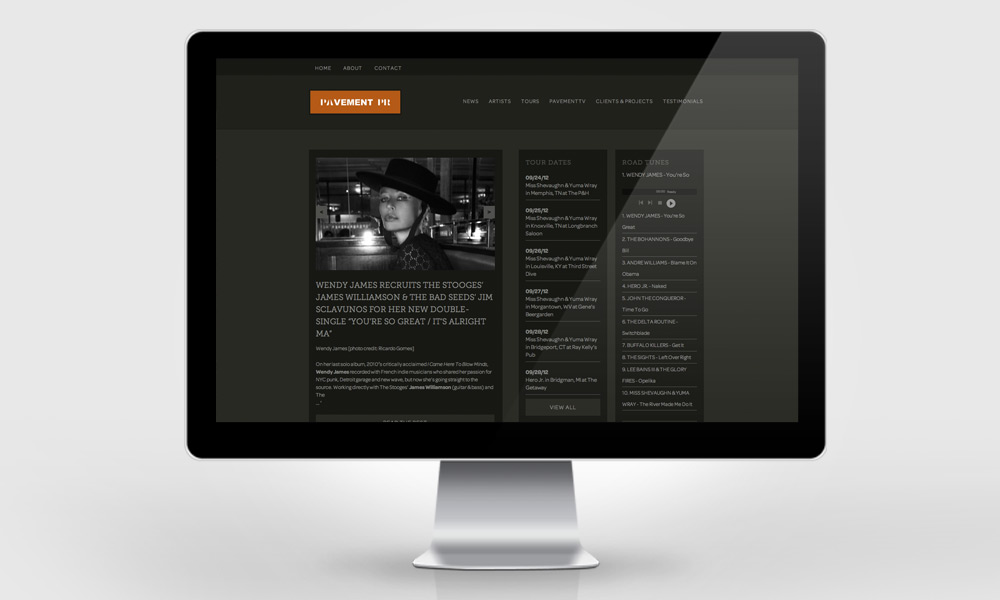 HOME ABOUT CONTACT
PAVEMENT PR
NEWS ARTISTS TOURS PAVEMENTTV CLIENTS & PROJECTS TESTIMONIALS
WENDY JAMES RECRUITS THE STOOGES'
JAMES WILLIAMSON & THE BAD SEEDS' JIM
SCLAVUNOS FOR HER NEW DOUBLE-
SINGLE "YOU'RE SO GREAT / IT'S ALRIGHT
MA"
Wendy James [photo credit: Ricardo Gomes]
On her last solo album, 2010's critically acclaimed I Came Here To Blow Minds,
Wendy James recorded with French indie musicians who shared her passion for
NYC punk, Detroit garage and new wave, but now she's going straight to the
source. Working directly with The Stooges' James Williamson (guitar & bass) and
The
..."
TOUR DATES
09/24/12
Miss Shevaughn & Yuma Wray
in Memphis, TN at The P&H
09/25/12
Miss Shevaughn & Yuma Wray
in Knoxville, TN at Longbranch
Saloon
09/26/12
Miss Shevaughn & Yuma Wray
in Louisville, KY at Third Street
Dive
09/27/12
Miss Shevaughn & Yuma Wray
in Morgantown, WV at Gene's
Beergarden
09/28/12
Miss Shevaughn & Yuma Wray
in Bridgeport, CT at Ray Kelly's
Pub
09/28/12
Hero Jr. in Bridgman, MI at The
Gateway
VIEW ALL
ROAD TUNES
1. WENDY JAMES - You're So
1. WENDY JAMES - You're So
Great
2. THE BOHANNONS - Goodbye
Bill
3. ANDRE WILLIAMS - Blame It On
Obama
4. HERO JR. - Naked
5. JOHN THE CONQUEROR -
Time To Go
6. THE DELTA ROUTINE -
Switchblade
7. BUFFALO KILLERS - Get It
8. THE SIGHTS - Left Over Right
9. LEE BAINS III & THE GLORY
FIRES - Opelika
10. MISS SHEVAUGHN & YUMA
WRAY - The River Made Me Do It